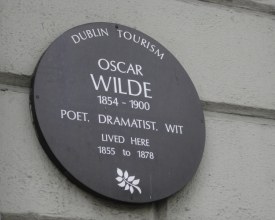 DUBLIN TOURISM
OSCAR
WILDE
1854 - 1900
POET, DRAMATIST, WIT
LIVED HERE
1855 to 1878